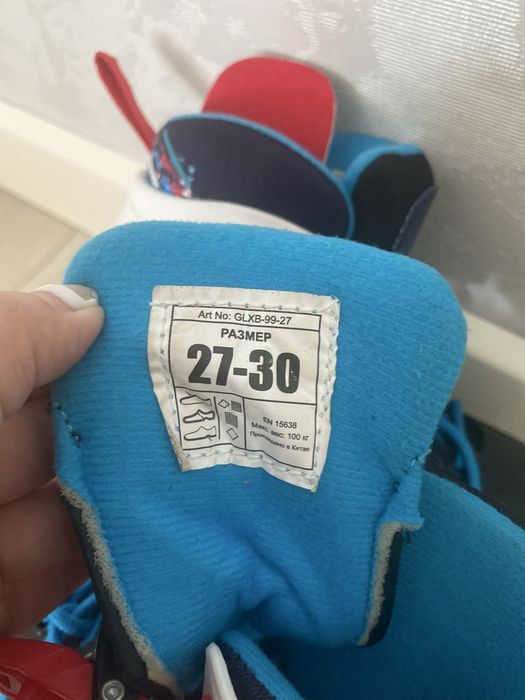 Art No: GLXB-99-27
РАЗМЕР
27-30
EN 15638
Макс. вес: 100 кг
Произведено в Китае